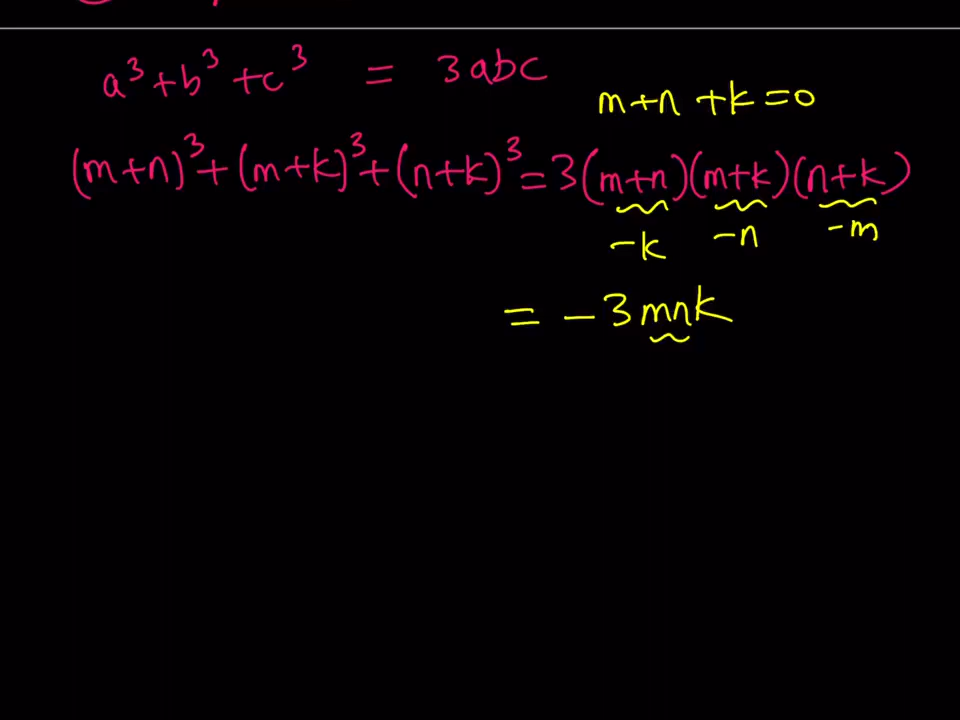 a³+b³+c³ = 3abc
m+n+k=0
(m+n)³+(m+k)³+(n+k)³=3(m+n)(m+k)(n+k)
-k -n -m
= -3mnk